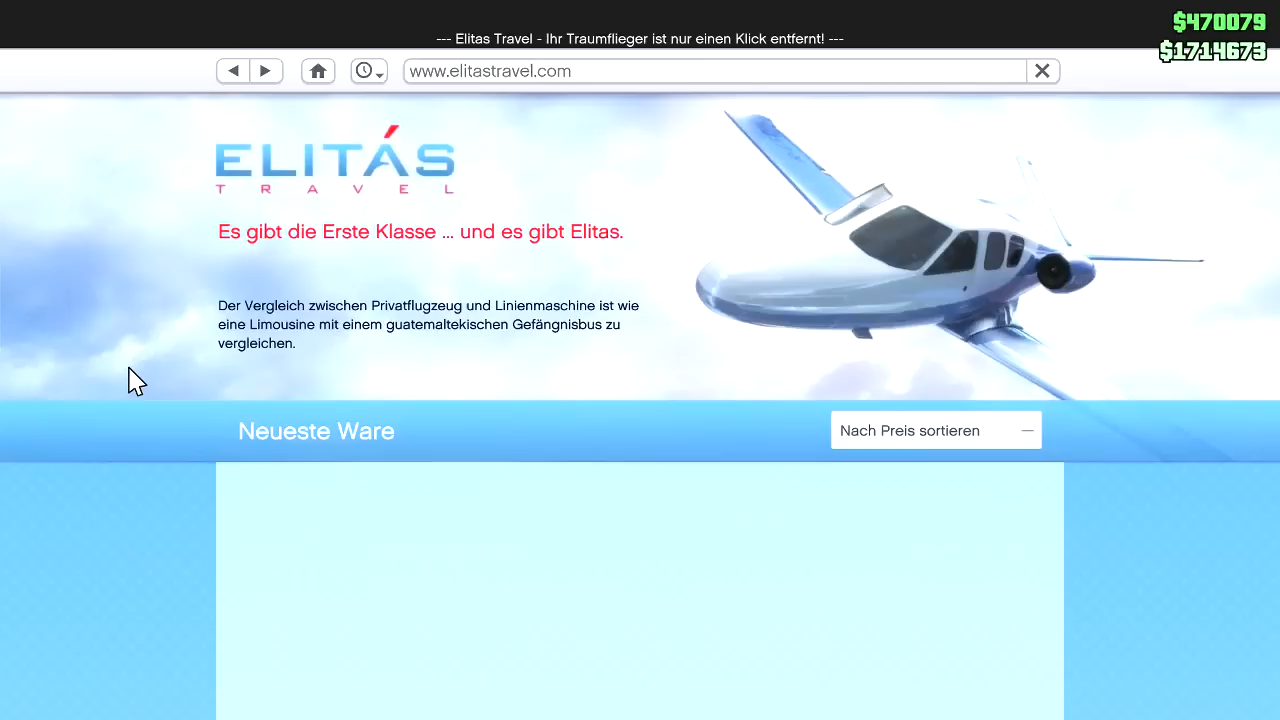 $470079
--- Elitas Travel - Ihr Traumflieger ist nur einen Klick entfernt! ---
$1714673
www.elitastravel.com
ELITÁS
TRAVEL
Es gibt die Erste Klasse ... und es gibt Elitas.
Der Vergleich zwischen Privatflugzeug und Linienmaschine ist wie
eine Limousine mit einem guatemaltekischen Gefängnisbus zu
vergleichen.
Neueste Ware
Nach Preis sortieren